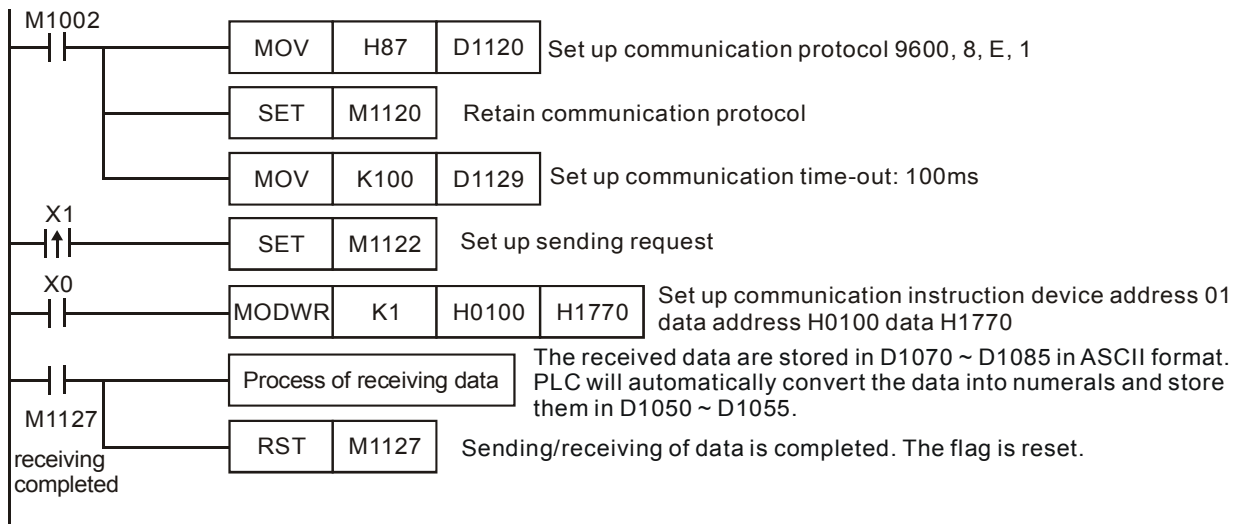 M1002
MOV H87 D1120 Set up communication protocol 9600, 8, E, 1
SET M1120 Retain communication protocol
MOV K100 D1129 Set up communication time-out: 100ms
X1
SET M1122 Set up sending request
X0
MODWR K1 H0100 H1770 Set up communication instruction device address 01
data address H0100 data H1770
Process of receiving data
The received data are stored in D1070 ~ D1085 in ASCII format.
PLC will automatically convert the data into numerals and store
them in D1050 ~ D1055.
M1127
receiving
completed
RST M1127 Sending/receiving of data is completed. The flag is reset.